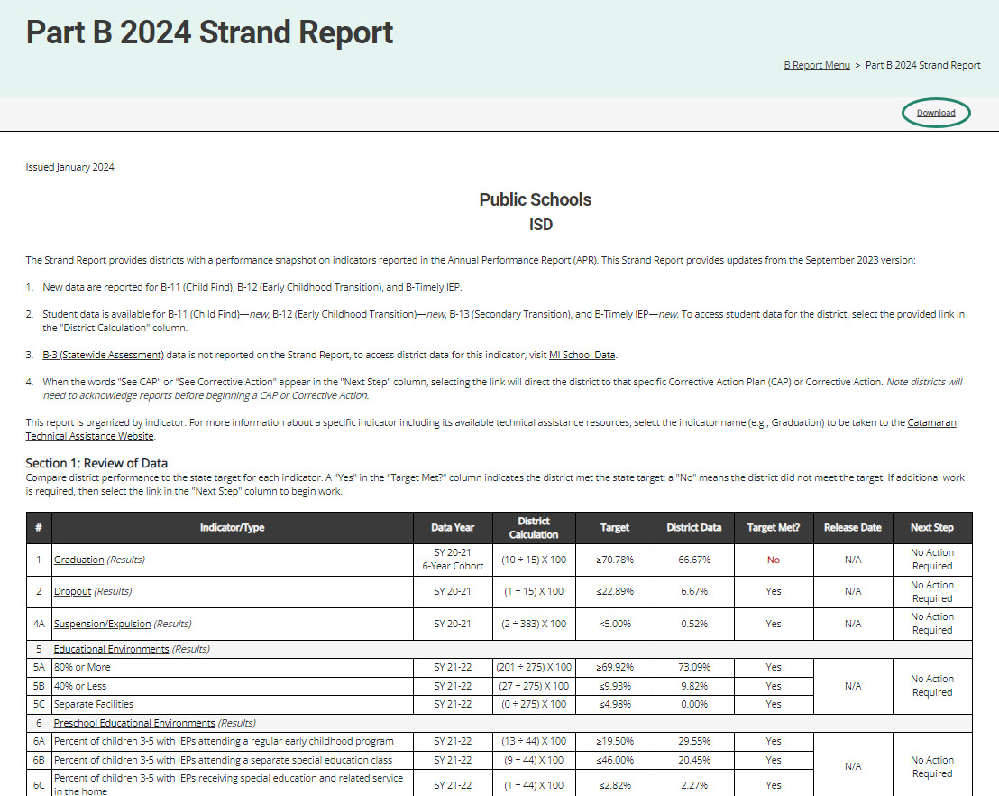 Part B 2024 Strand Report
B Report Menu > Part B 2024 Strand Report
Download
Issued January 2024
Public Schools
ISD
The Strand Report provides districts with a performance snapshot on indicators reported in the Annual Performance Report (APR). This Strand Report provides updates from the September 2023 version:
1. New data are reported for B-11 (Child Find), B-12 (Early Childhood Transition), and B-Timely IEP.
2. Student data is available for B-11 (Child Find)—new, B-12 (Early Childhood Transition)—new, B-13 (Secondary Transition), and B-Timely IEP—new. To access student data for the district, select the provided link in
the "District Calculation" column.
3. B-3 (Statewide Assessment) data is not reported on the Strand Report, to access district data for this indicator, visit MI School Data.
4. When the words "See CAP" or "See Corrective Action" appear in the "Next Step" column, selecting the link will direct the district to that specific Corrective Action Plan (CAP) or Corrective Action. Note districts will
need to acknowledge reports before beginning a CAP or Corrective Action.
This report is organized by indicator. For more information about a specific indicator including its available technical assistance resources, select the indicator name (e.g., Graduation) to be taken to the Catamaran
Technical Assistance Website.
Section 1: Review of Data
Compare district performance to the state target for each indicator. A "Yes" in the "Target Met?" column indicates the district met the state target; a "No" means the district did not meet the target. If additional work
is required, then select the link in the "Next Step" column to begin work.
# Indicator/Type Data Year District Calculation Target District Data Target Met? Release Date Next Step
1 Graduation (Results) SY 20-21 6-Year Cohort (10 ÷ 15) X 100 ≥70.78% 66.67% No N/A No Action Required
2 Dropout (Results) SY 20-21 (1 ÷ 15) X 100 ≤22.89% 6.67% Yes N/A No Action Required
4A Suspension/Expulsion (Results) SY 20-21 (2 ÷ 383) X 100 <5.00% 0.52% Yes N/A No Action Required
5 Educational Environments (Results)
5A 80% or More SY 21-22 (201 ÷ 275) X 100 ≥69.92% 73.09% Yes
5B 40% or Less SY 21-22 (27 ÷ 275) X 100 ≤9.93% 9.82% Yes N/A No Action Required
5C Separate Facilities SY 21-22 (0 ÷ 275) X 100 ≤4.98% 0.00% Yes
6 Preschool Educational Environments (Results)
6A Percent of children 3-5 with IEPs attending a regular early childhood program SY 21-22 (13 ÷ 44) X 100 ≥19.50% 29.55% Yes
6B Percent of children 3-5 with IEPs attending a separate special education class SY 21-22 (9 ÷ 44) X 100 ≤46.00% 20.45% Yes N/A No Action Required
6C Percent of children 3-5 with IEPs receiving special education and related service in the home SY 21-22 (1 ÷ 44) X 100 ≤2.82% 2.27% Yes